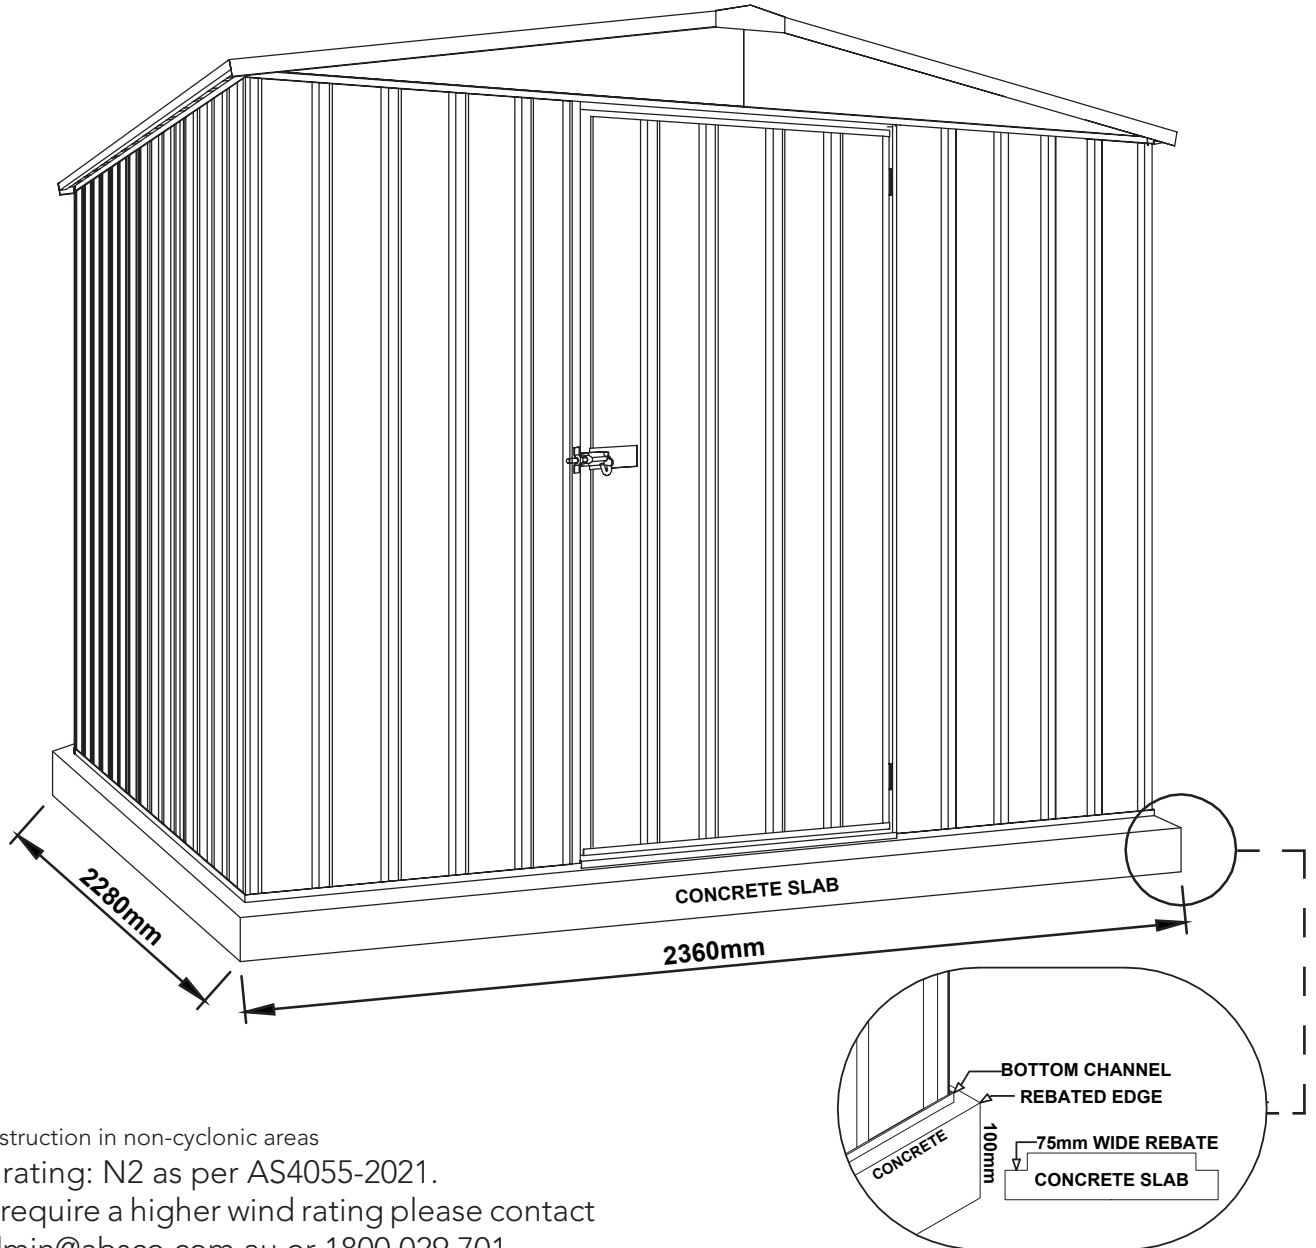 CONCRETE SLAB
2280mm
2360mm
BOTTOM CHANNEL
REBATED EDGE
CONCRETE
100mm
75mm WIDE REBATE
CONCRETE SLAB
struction in non-cyclonic areas
rating: N2 as per AS4055-2021.
require a higher wind rating please contact